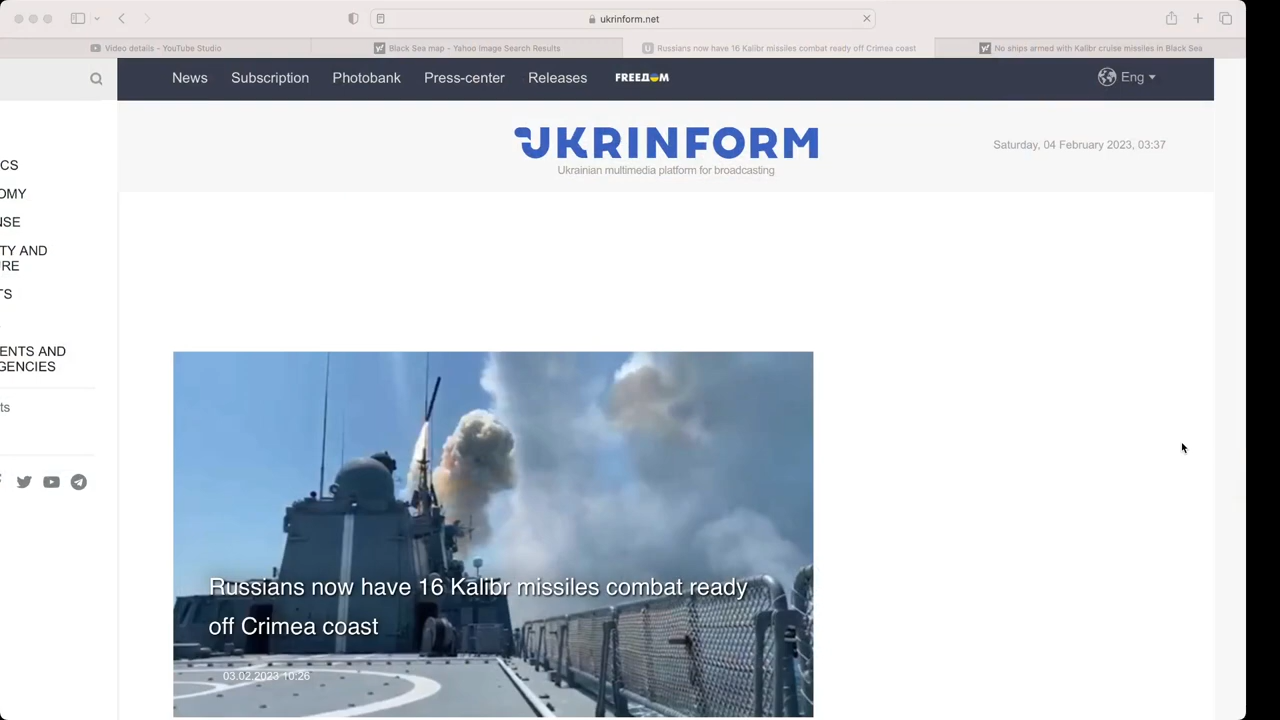 ukrinform.net
Video details – YouTube Studio
Black Sea map - Yahoo Image Search Results
Russians now have 16 Kalibr missiles combat ready off Crimea coast
No ships armed with Kalibr cruise missiles in Black Sea
News
Subscription
Photobank
Press-center
Releases
FREEДОМ
Eng
UKRINFORM
Ukrainian multimedia platform for broadcasting
Saturday, 04 February 2023, 03:37
CS
OMY
NSE
TY AND
RE
TS
ENTS AND
GENCIES
ts
Russians now have 16 Kalibr missiles combat ready
off Crimea coast
03.02.2023 10:26